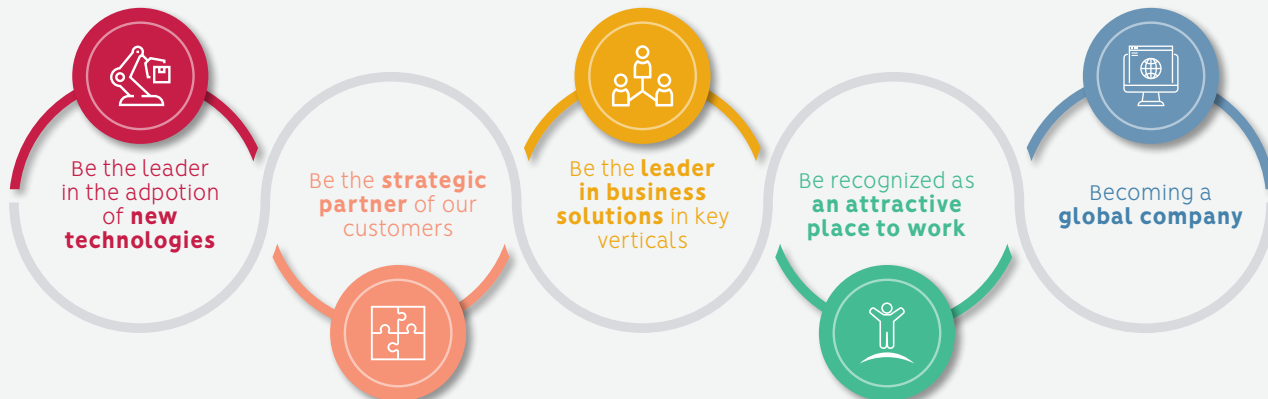 Be the leader
in the adpotion
of new
technologies
Be the strategic
partner of our
customers
Be the leader
in business
solutions in key
verticals
Be recognized as
an attractive
place to work
Becoming a
global company